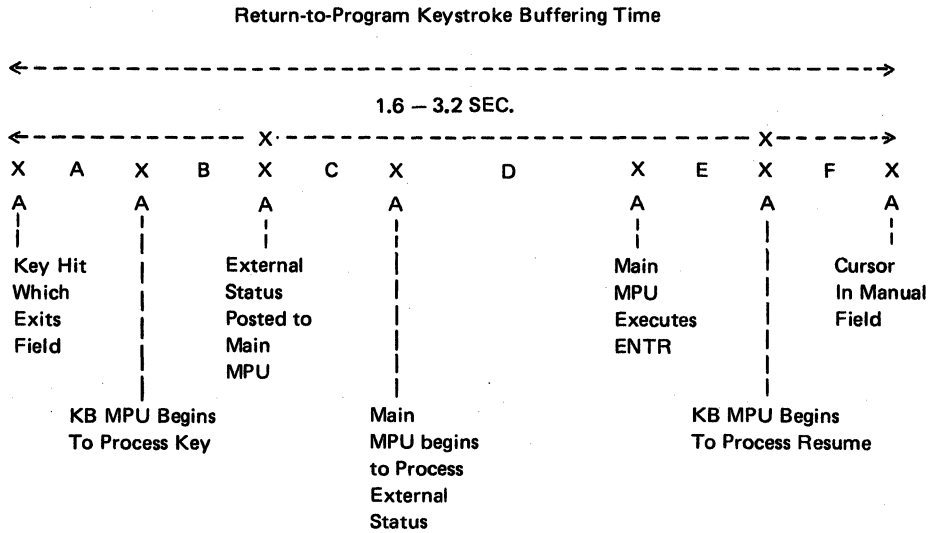 Return-to-Program Keystroke Buffering Time
1.6 – 3.2 SEC.
X X
X A X B X C X D X E X F X
A A A A A A A
Key Hit
Which
Exits
Field
External
Status
Posted to
Main
MPU
Main
MPU
Executes
ENTR
Cursor
In Manual
Field
KB MPU Begins
To Process Key
Main
MPU begins
to Process
External
Status
KB MPU Begins
To Process Resume